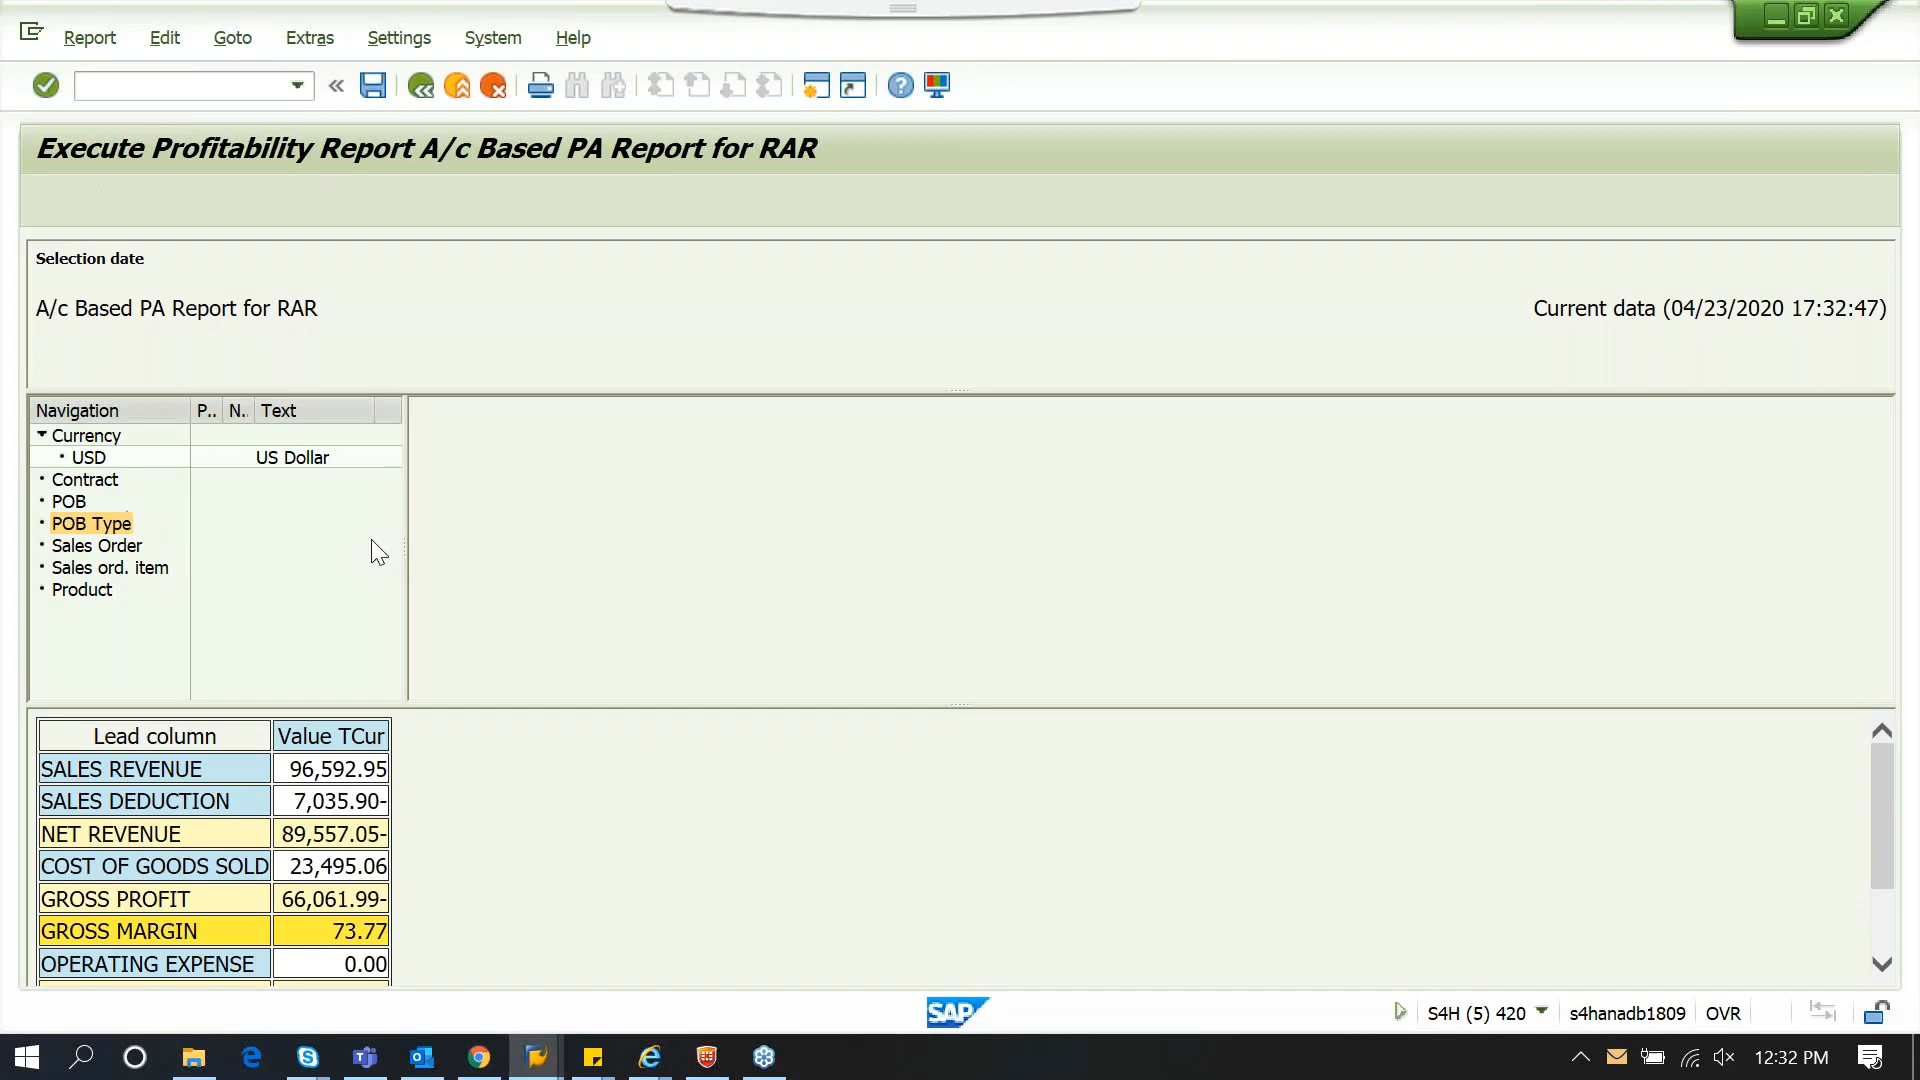 Report Edit Goto Extras Settings System Help
Execute Profitability Report A/c Based PA Report for RAR
Selection date
A/c Based PA Report for RAR
Current data (04/23/2020 17:32:47)
Navigation P.. N. Text
Currency
USD US Dollar
Contract
POB
POB Type
Sales Order
Sales ord. item
Product
Lead column Value TCur
SALES REVENUE 96,592.95
SALES DEDUCTION 7,035.90-
NET REVENUE 89,557.05-
COST OF GOODS SOLD 23,495.06
GROSS PROFIT 66,061.99-
GROSS MARGIN 73.77
OPERATING EXPENSE 0.00
SAP
S4H (5) 420 s4hanadb1809 OVR
12:32 PM